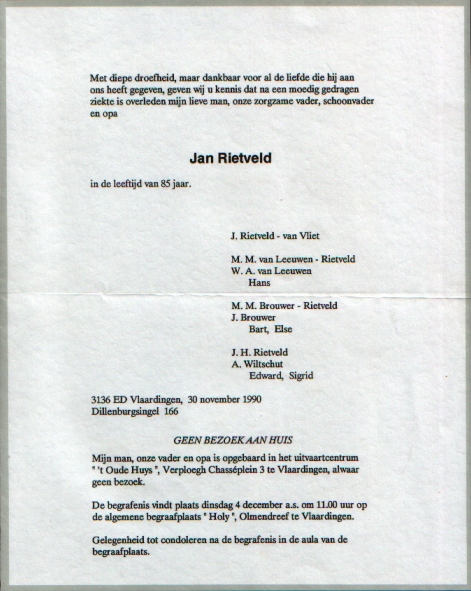 Met diepe droefheid, maar dankbaar voor al de liefde die hij aan
ons heeft gegeven, geven wij u kennis dat na een moedig gedragen
ziekte is overleden mijn lieve man, onze zorgzame vader, schoonvader
en opa
Jan Rietveld
in de leeftijd van 85 jaar.
J. Rietveld - van Vliet
M. M. van Leeuwen - Rietveld
W. A. van Leeuwen
Hans
M. M. Brouwer - Rietveld
J. Brouwer
Bart, Else
J. H. Rietveld
A. Wiltschut
Edward, Sigrid
3136 ED Vlaardingen, 30 november 1990
Dillenburgsingel 166
GEEN BEZOEK AAN HUIS
Mijn man, onze vader en opa is opgebaard in het uitvaartcentrum
" 't Oude Huys ", Verploegh Chasséplein 3 te Vlaardingen, alwaar
geen bezoek.
De begrafenis vindt plaats dinsdag 4 december a.s. om 11.00 uur op
de algemene begraafplaats " Holy ", Olmendreef te Vlaardingen.
Gelegenheid tot condoleren na de begrafenis in de aula van de
begraafplaats.